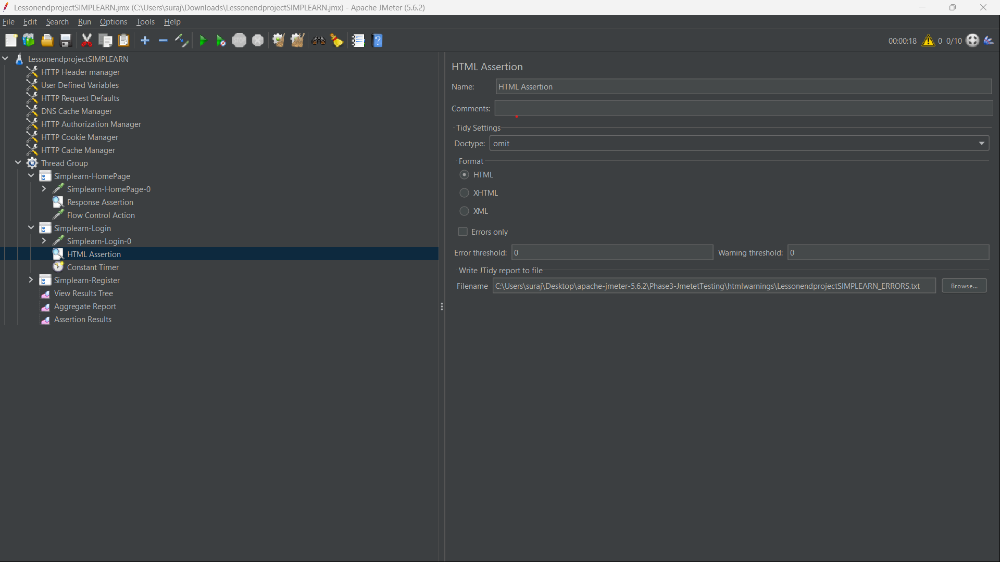 LessonendprojectSIMPLEARN.jmx (C:\Users\suraj\Downloads\LessonendprojectSIMPLEARN.jmx) - Apache JMeter (5.6.2)
File Edit Search Run Options Tools Help
STOP ? 00:00:18 0 0/10
LessonendprojectSIMPLEARN
HTTP Header manager
User Defined Variables
HTTP Request Defaults
DNS Cache Manager
HTTP Authorization Manager
HTTP Cookie Manager
HTTP Cache Manager
Thread Group
Simplearn-HomePage
Simplearn-HomePage-0
Response Assertion
Flow Control Action
Simplearn-Login
Simplearn-Login-0
HTML Assertion
Constant Timer
Simplearn-Register
View Results Tree
Aggregate Report
Assertion Results
HTML Assertion
Name: HTML Assertion
Comments:
Tidy Settings
Doctype: omit
Format
HTML
XHTML
XML
Errors only
Error threshold: 0 Warning threshold: 0
Write JTidy report to file
Filename C:\Users\suraj\Desktop\apache-jmeter-5.6.2\Phase3-JmetetTesting\htmlwarnings\LessonendprojectSIMPLEARN_ERRORS.txt Browse...